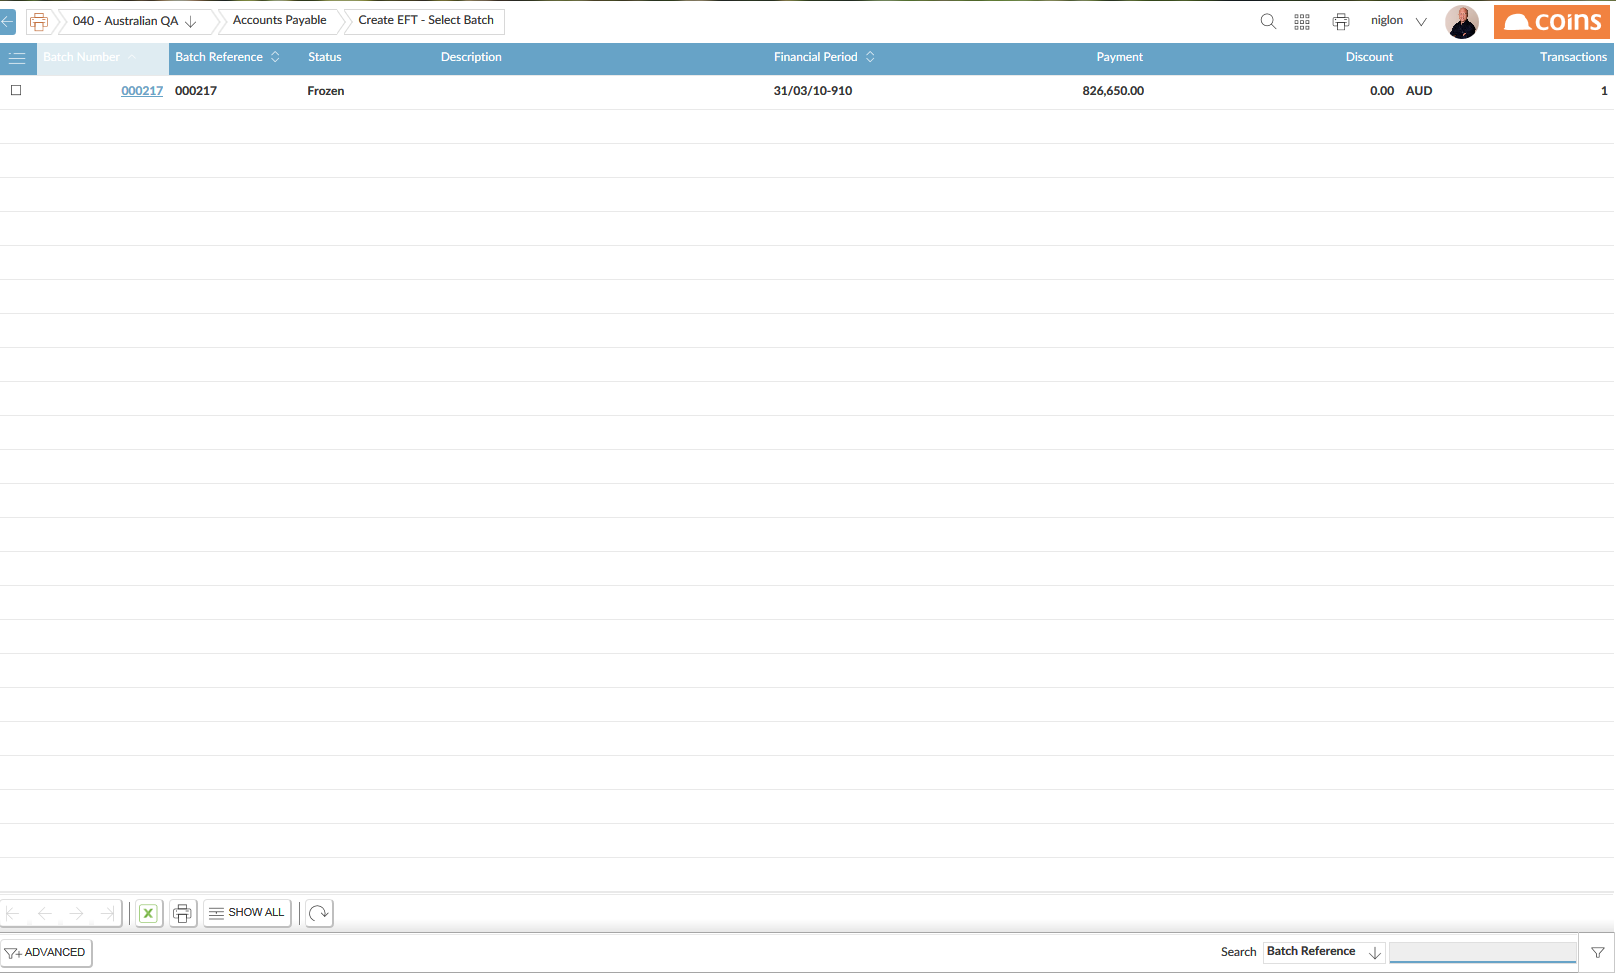 040 - Australian QA
Accounts Payable
Create EFT - Select Batch
niglon
coins
Batch Number
Batch Reference
Status
Description
Financial Period
Payment
Discount
Transactions
000217
000217
Frozen
31/03/10-910
826,650.00
0.00
AUD
1
SHOW ALL
ADVANCED
Search
Batch Reference